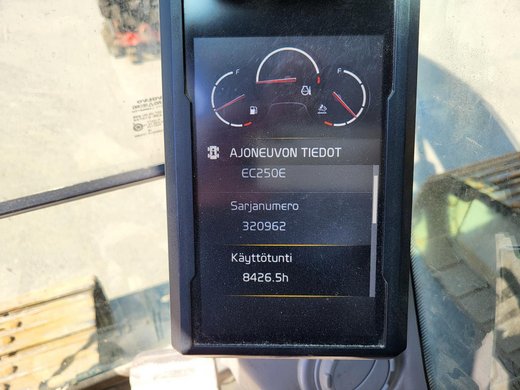 F
F
AJONEUVON TIEDOT
EC250E
Sarjanumero
320962
Käyttötunti
8426.5h